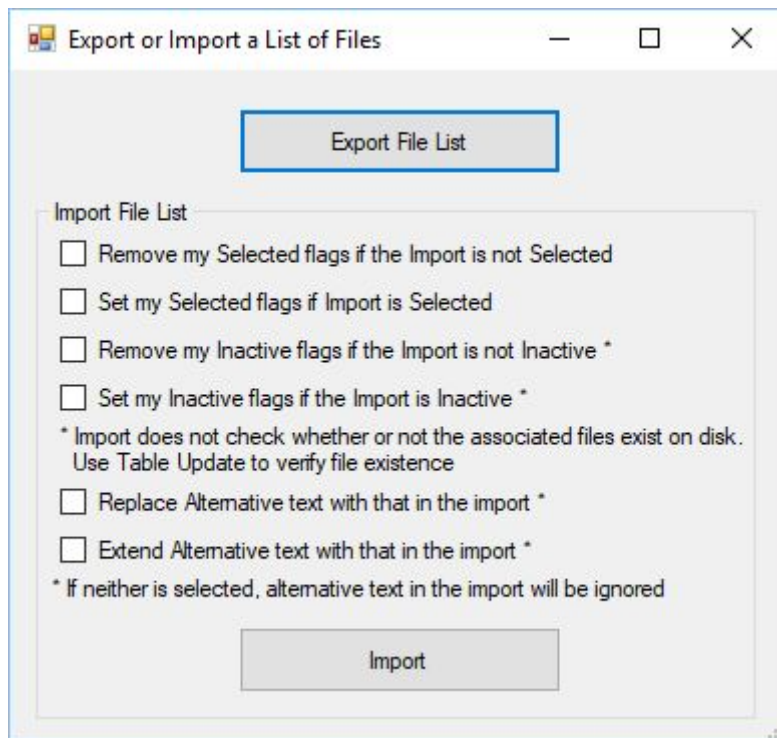 Export or Import a List of Files
Export File List
Import File List
Remove my Selected flags if the Import is not Selected
Set my Selected flags if Import is Selected
Remove my Inactive flags if the Import is not Inactive *
Set my Inactive flags if the Import is Inactive *
* Import does not check whether or not the associated files exist on disk.
Use Table Update to verify file existence
Replace Alternative text with that in the import *
Extend Alternative text with that in the import *
* If neither is selected, alternative text in the import will be ignored
Import